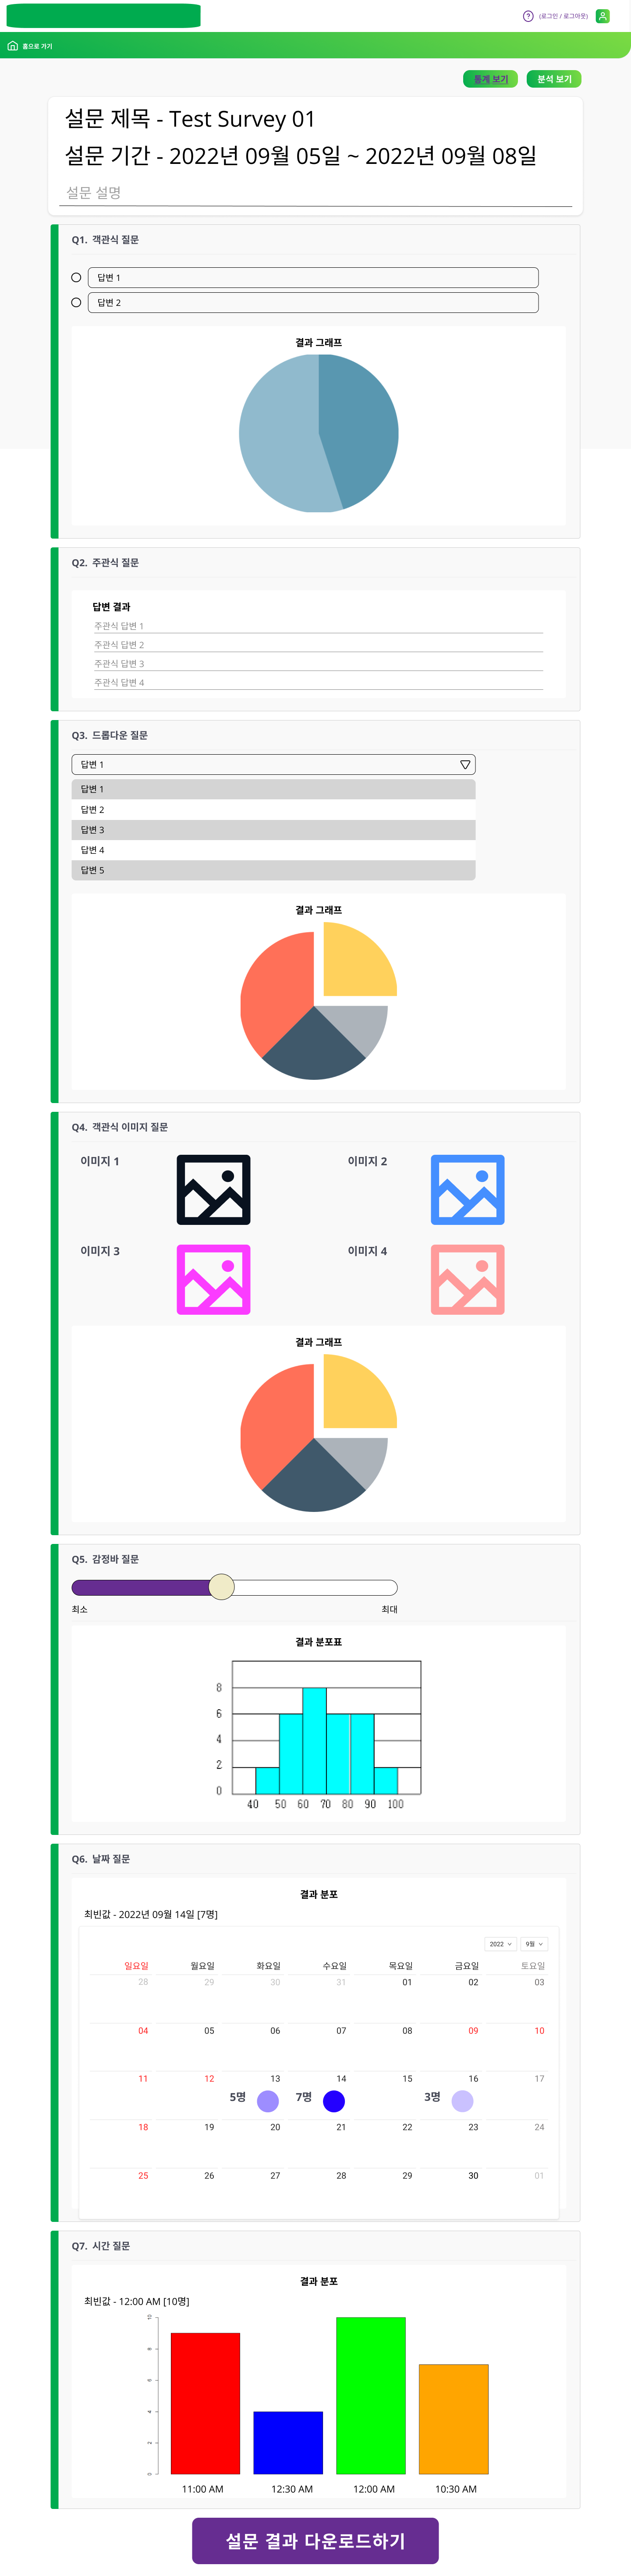 (로그인 / 로그아웃)
홈으로 가기
통계 보기
분석 보기
설문 제목 - Test Survey 01
설문 기간 - 2022년 09월 05일 ~ 2022년 09월 08일
설문 설명
Q1. 객관식 질문
답변 1
답변 2
결과 그래프
Q2. 주관식 질문
답변 결과
주관식 답변 1
주관식 답변 2
주관식 답변 3
주관식 답변 4
Q3. 드롭다운 질문
답변 1
답변 1
답변 2
답변 3
답변 4
답변 5
결과 그래프
Q4. 객관식 이미지 질문
이미지 1 이미지 2
이미지 3 이미지 4
결과 그래프
Q5. 감정바 질문
최소 최대
결과 분포표
8
6
4
2
0
40 50 60 70 80 90 100
Q6. 날짜 질문
결과 분포
최빈값 - 2022년 09월 14일 [7명]
2022 9월
일요일 월요일 화요일 수요일 목요일 금요일 토요일
28 29 30 31 01 02 03
04 05 06 07 08 09 10
11 12 13 14 15 16 17
5명 7명 3명
18 19 20 21 22 23 24
25 26 27 28 29 30 01
Q7. 시간 질문
결과 분포
최빈값 - 12:00 AM [10명]
10
8
6
4
2
0
11:00 AM 12:30 AM 12:00 AM 10:30 AM
설문 결과 다운로드하기